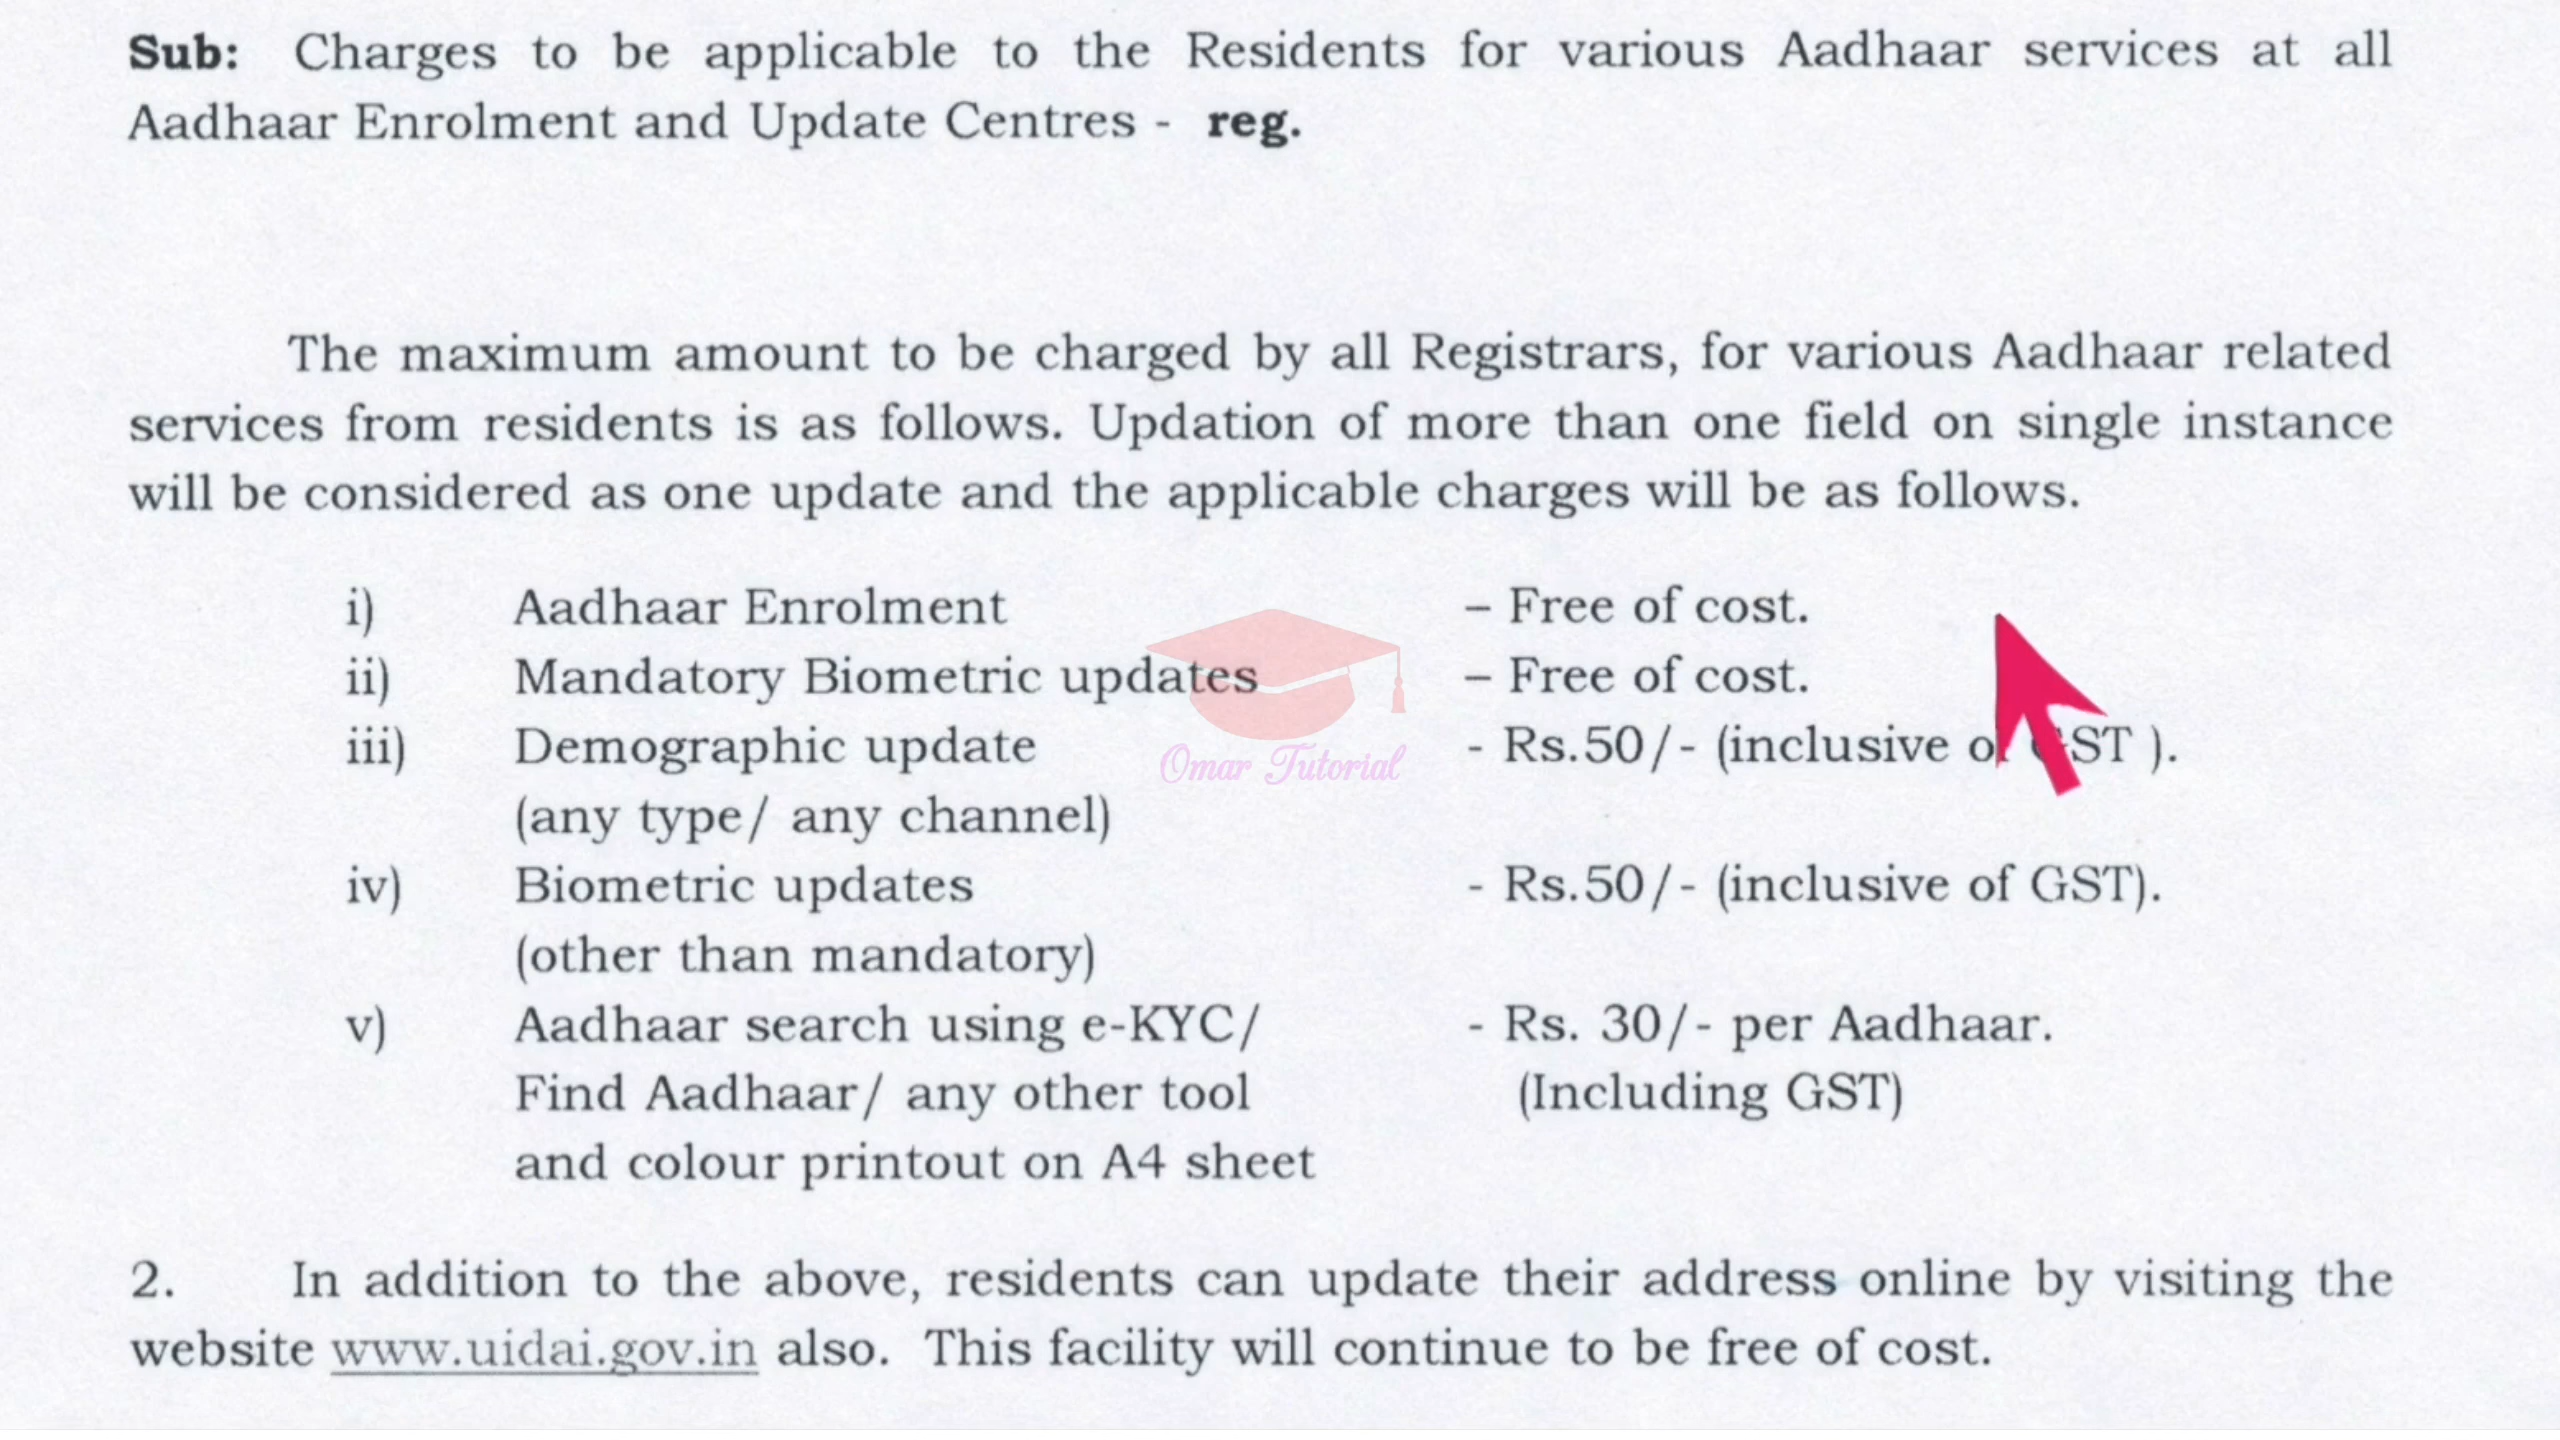 Sub: Charges to be applicable to the Residents for various Aadhaar services at all
Aadhaar Enrolment and Update Centres - reg.
The maximum amount to be charged by all Registrars, for various Aadhaar related
services from residents is as follows. Updation of more than one field on single instance
will be considered as one update and the applicable charges will be as follows.
i) Aadhaar Enrolment – Free of cost.
ii) Mandatory Biometric updates – Free of cost.
iii) Demographic update - Rs.50/- (inclusive of GST ).
(any type/ any channel)
iv) Biometric updates - Rs.50/- (inclusive of GST).
(other than mandatory)
v) Aadhaar search using e-KYC/ - Rs. 30/- per Aadhaar.
Find Aadhaar/ any other tool (Including GST)
and colour printout on A4 sheet
Omar Tutorial
2. In addition to the above, residents can update their address online by visiting the
website www.uidai.gov.in also. This facility will continue to be free of cost.